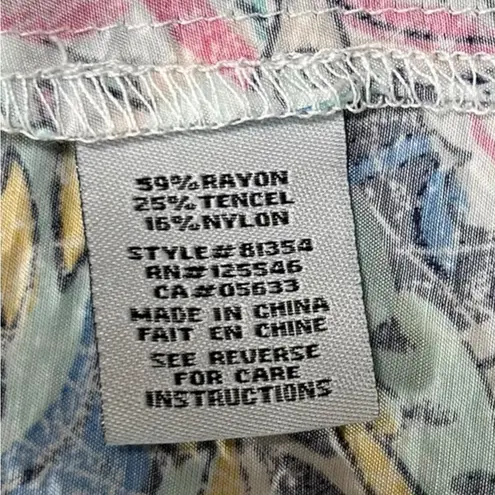 59% RAYON
25% TENCEL
16% NYLON
STYLE# 81354
RN# 125546
CA# 05633
MADE IN CHINA
FAIT EN CHINE
SEE REVERSE
FOR CARE
INSTRUCTIONS